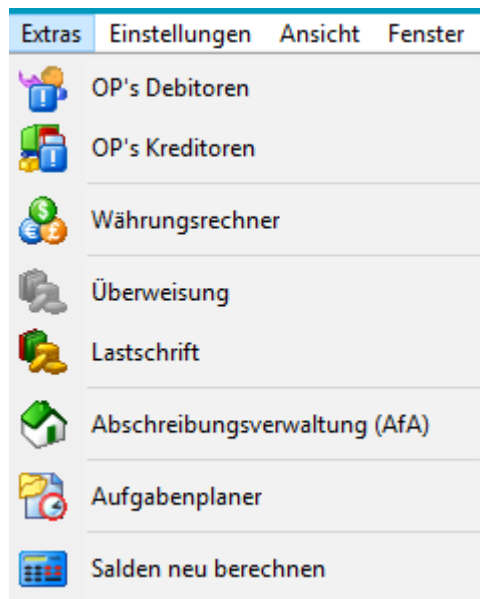 Extras Einstellungen Ansicht Fenster
OP's Debitoren
OP's Kreditoren
Währungsrechner
Überweisung
Lastschrift
Abschreibungsverwaltung (AfA)
Aufgabenplaner
Salden neu berechnen